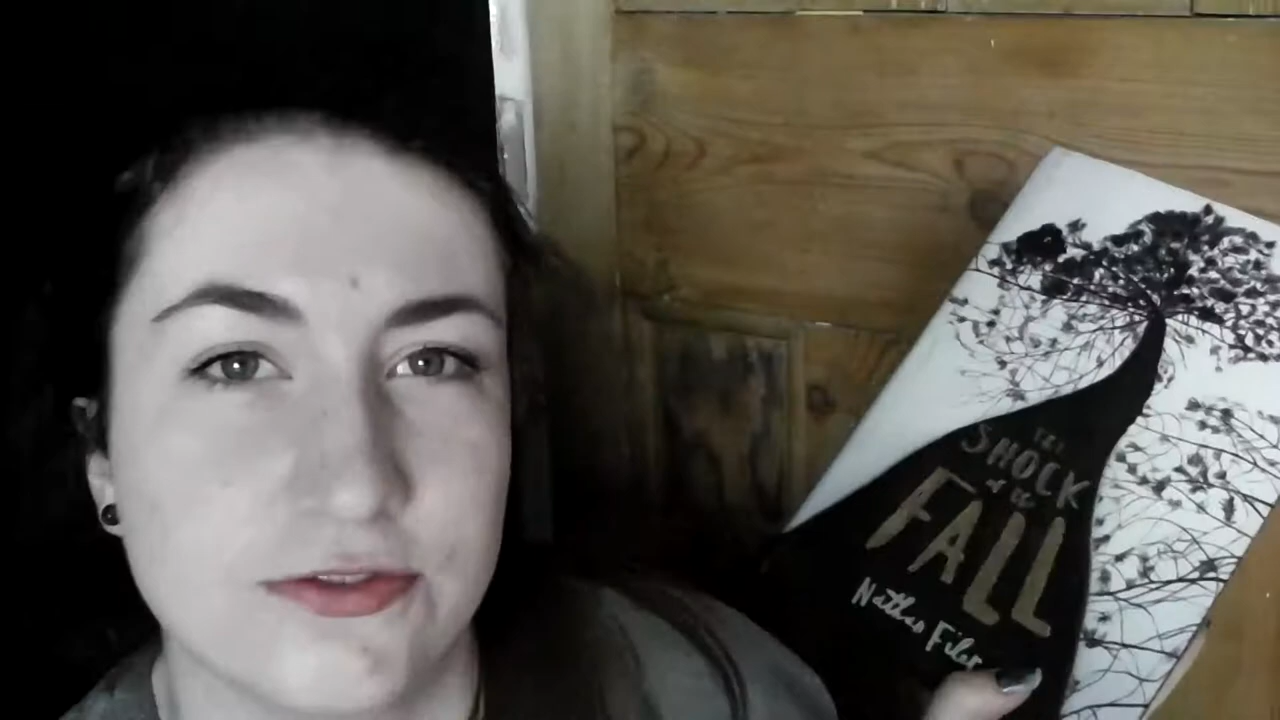 THE
SHOCK
of the
FALL
Nathan Filer